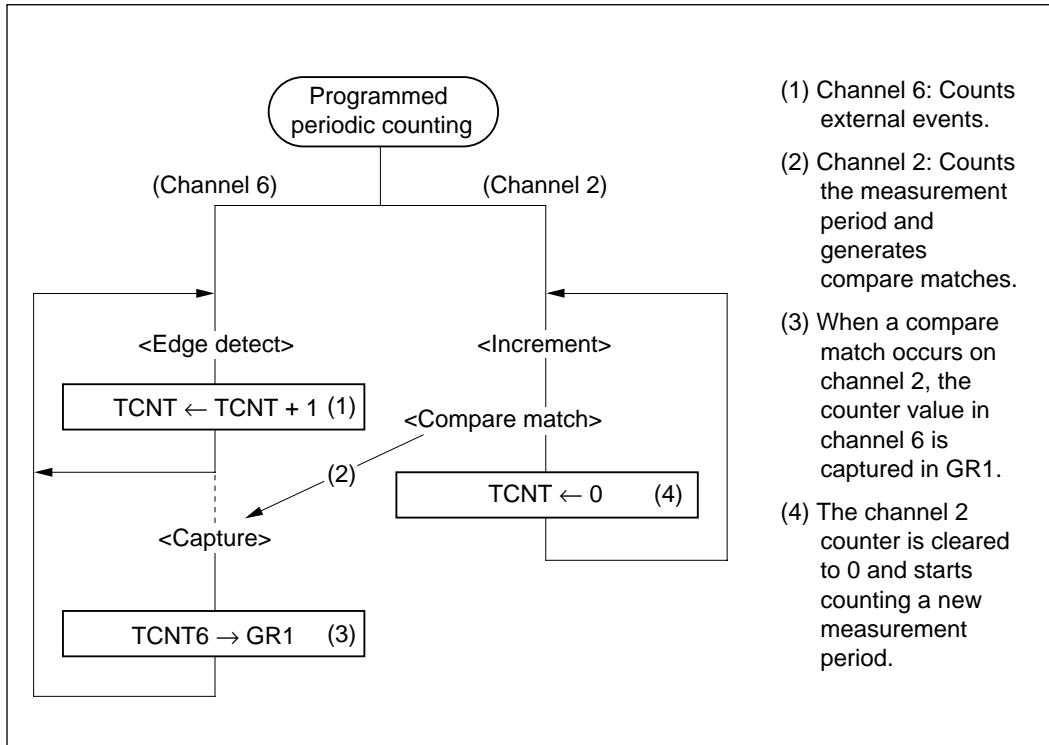 Programmed
periodic counting
(Channel 6)
(Channel 2)
<Edge detect>
<Increment>
TCNT ← TCNT + 1 (1)
<Compare match>
(2)
TCNT ← 0 (4)
<Capture>
TCNT6 → GR1 (3)
(1) Channel 6: Counts
external events.
(2) Channel 2: Counts
the measurement
period and
generates
compare matches.
(3) When a compare
match occurs on
channel 2, the
counter value in
channel 6 is
captured in GR1.
(4) The channel 2
counter is cleared
to 0 and starts
counting a new
measurement
period.